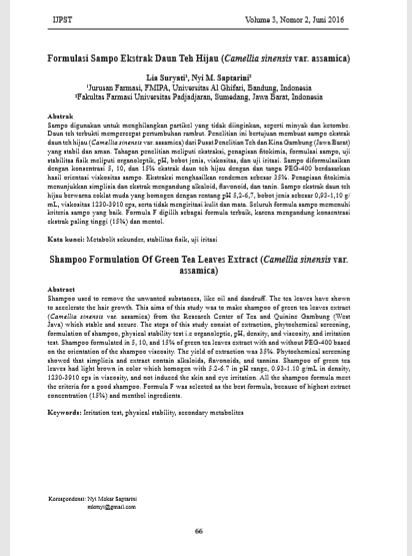 IJPST
Volume 3, Nomor 2, Juni 2016
Formulasi Sampo Ekstrak Daun Teh Hijau (Camellia sinensis var. assamica)
Lia Suryati¹, Nyi M. Saptarini²
¹Jurusan Farmasi, FMIPA, Universitas Al Ghifari, Bandung, Indonesia
²Fakultas Farmasi Universitas Padjadjaran, Sumedang, Jawa Barat, Indonesia
Abstrak
Sampo digunakan untuk menghilangkan partikel yang tidak diinginkan, seperti minyak dan ketombe.
Daun teh terbukti mempercepat pertumbuhan rambut. Penelitian ini bertujuan membuat sampo ekstrak
daun teh hijau (Camellia sinensis var. assamica) dari Pusat Penelitian Teh dan Kina Gambung (Jawa Barat)
yang stabil dan aman. Tahapan penelitian meliputi ekstraksi, penapisan fitokimia, formulasi sampo, uji
stabilitas fisik meliputi organoleptik, pH, bobot jenis, viskositas, dan uji iritasi. Sampo diformulasikan
dengan konsentrasi 5, 10, dan 15% ekstrak daun teh hijau dengan dan tanpa PEG-400 berdasarkan
hasil orientasi viskositas sampo. Ekstraksi menghasilkan rendemen sebesar 35%. Penapisan fitokimia
menunjukkan simplisia dan ekstrak mengandung alkaloid, flavonoid, dan tanin. Sampo ekstrak daun teh
hijau berwarna coklat muda yang homogen dengan rentang pH 5,2-6,7, bobot jenis sebesar 0,93-1,10 g/
mL, viskositas 1230-3910 cps, serta tidak mengiritasi kulit dan mata. Seluruh formula sampo memenuhi
kriteria sampo yang baik. Formula F dipilih sebagai formula terbaik, karena mengandung konsentrasi
ekstrak paling tinggi (15%) dan mentol.
Kata kunci: Metabolit sekunder, stabilitas fisik, uji iritasi
Shampoo Formulation Of Green Tea Leaves Extract (Camellia sinensis var.
assamica)
Abstract
Shampoo used to remove the unwanted substances, like oil and dandruff. The tea leaves have shown
to accelerate the hair growth. This aims of this study was to make shampoo of green tea leaves extract
(Camellia sinensis var. assamica) from the Research Center of Tea and Quinine Gambung (West
Java) which stable and secure. The steps of this study consist of extraction, phytochemical screening,
formulation of shampoo, physical stability test i.e organoleptic, pH, density, and viscosity, and irritation
test. Shampoo formulated in 5, 10, and 15% of green tea leaves extract with and without PEG-400 based
on the orientation of the shampoo viscosity. The yield of extraction was 35%. Phytochemical screening
showed that simplicia and extract contain alkaloids, flavonoids, and tannins. Shampoo of green tea
leaves had light brown in color which homogen with 5.2-6.7 in pH range, 0.93-1.10 g/mL in density,
1230-3910 cps in viscosity, and not induced the skin and eye irritation. All the shampoo formula meet
the criteria for a good shampoo. Formula F was selected as the best formula, because of highest extract
concentration (15%) and menthol ingredients.
Keywords: Irritation test, physical stability, secondary metabolites
Korespondensi: Nyi Mekar Saptarini
mkrnyi@gmail.com
66